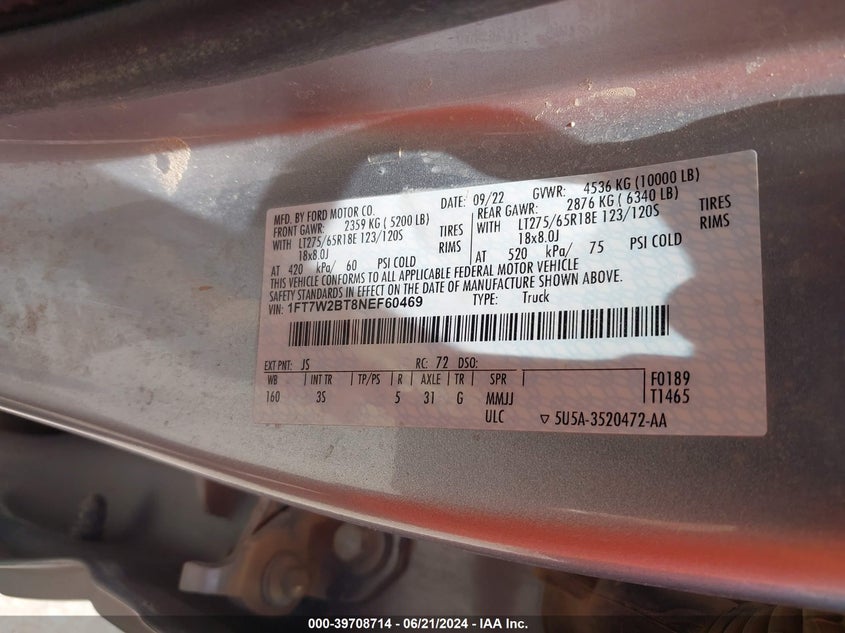 MFD. BY FORD MOTOR CO.
DATE: 09/22 GVWR: 4536 KG (10000 LB)
FRONT GAWR: 2359 KG (5200 LB)
REAR GAWR: 2876 KG ( 6340 LB)
WITH LT275/65R18E 123/120S TIRES
WITH LT275/65R18E 123/120S TIRES
18x8.0J RIMS
18x8.0J RIMS
AT 420 kPa/ 60 PSI COLD
AT 520 kPa/ 75 PSI COLD
THIS VEHICLE CONFORMS TO ALL APPLICABLE FEDERAL MOTOR VEHICLE
SAFETY STANDARDS IN EFFECT ON THE DATE OF MANUFACTURE SHOWN ABOVE.
VIN: 1FT7W2BT8NEF60469 TYPE: Truck
EXT PNT: JS RC: 72 DSO:
WB INT TR TP/PS R AXLE TR SPR F0189
160 3S 5 31 G MMJJ T1465
ULC ▽ 5U5A-3520472-AA
000-39708714 - 06/21/2024 - IAA Inc.